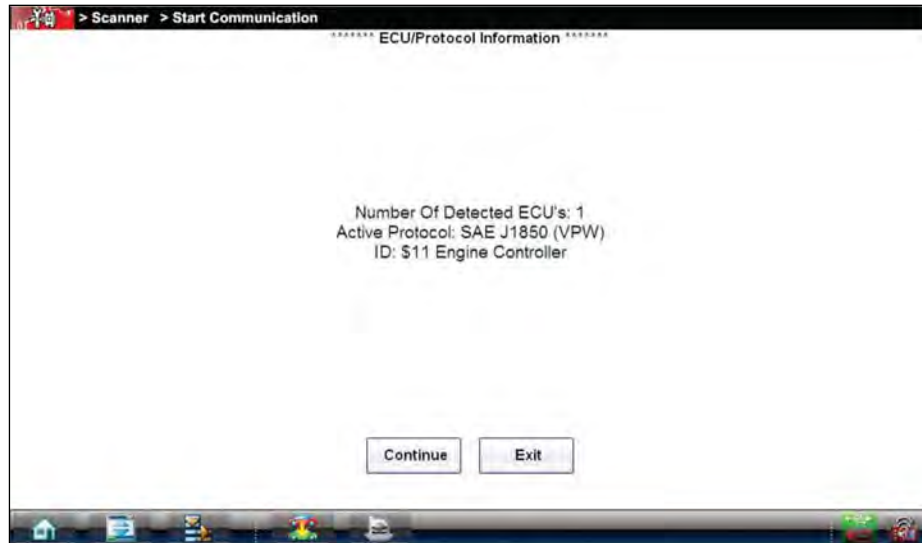 > Scanner > Start Communication
******* ECU/Protocol Information *******
Number Of Detected ECU's: 1
Active Protocol: SAE J1850 (VPW)
ID: $11 Engine Controller
Continue Exit